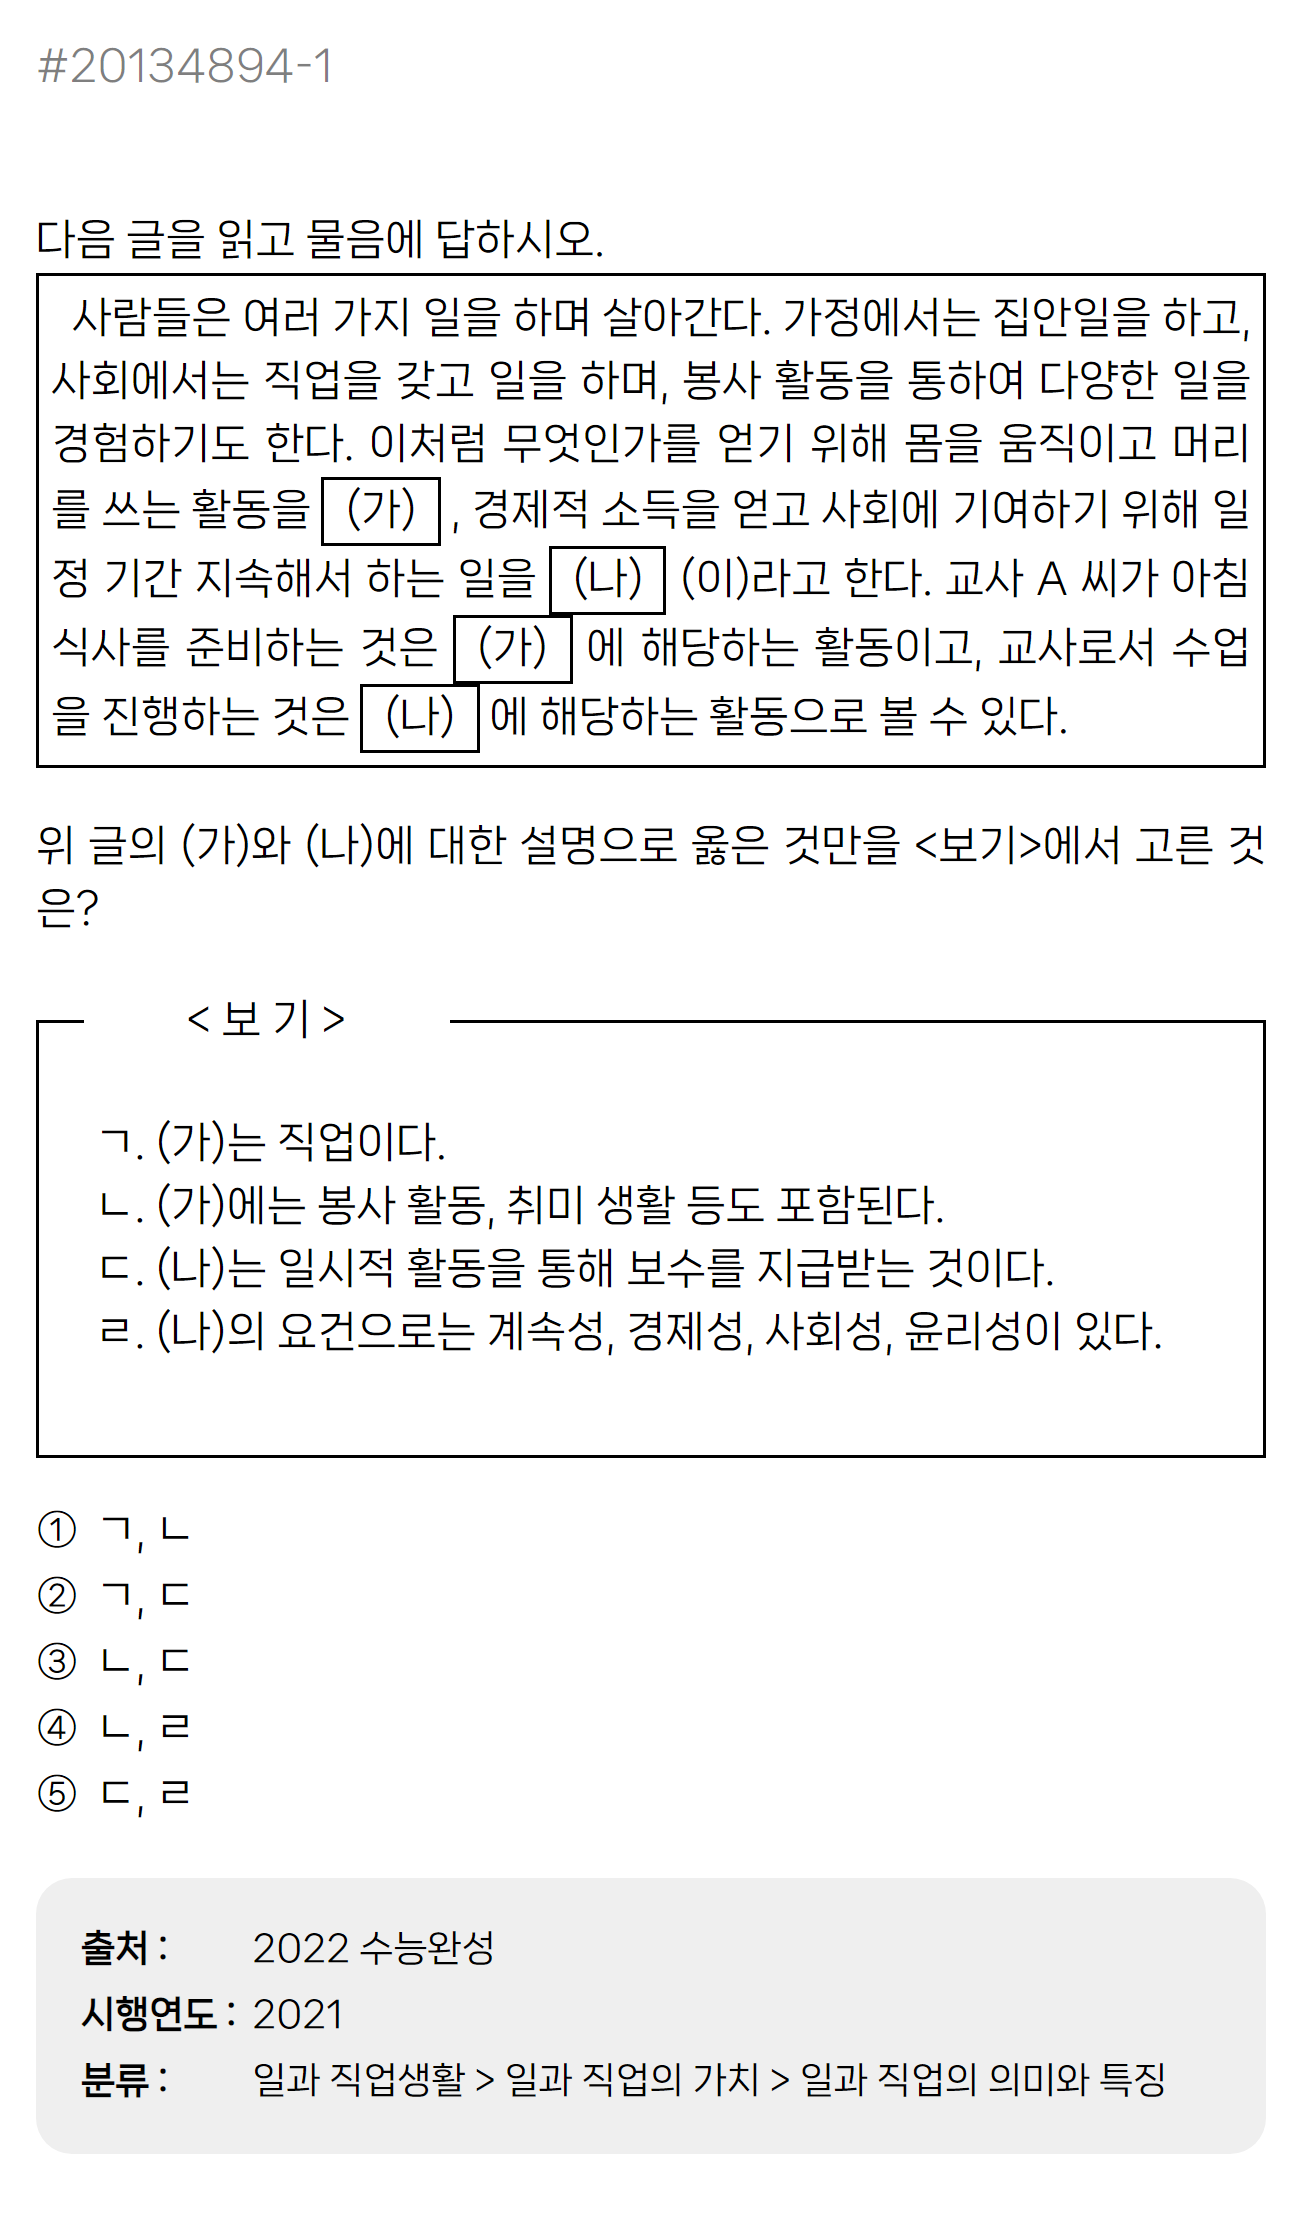 #20134894-1
다음 글을 읽고 물음에 답하시오.
사람들은 여러 가지 일을 하며 살아간다. 가정에서는 집안일을 하고,
사회에서는 직업을 갖고 일을 하며, 봉사 활동을 통하여 다양한 일을
경험하기도 한다. 이처럼 무엇인가를 얻기 위해 몸을 움직이고 머리
를 쓰는 활동을 (가) , 경제적 소득을 얻고 사회에 기여하기 위해 일
정 기간 지속해서 하는 일을 (나) (이)라고 한다. 교사 A 씨가 아침
식사를 준비하는 것은 (가) 에 해당하는 활동이고, 교사로서 수업
을 진행하는 것은 (나) 에 해당하는 활동으로 볼 수 있다.
위 글의 (가)와 (나)에 대한 설명으로 옳은 것만을 <보기>에서 고른 것
은?
< 보 기 >
ㄱ. (가)는 직업이다.
ㄴ. (가)에는 봉사 활동, 취미 생활 등도 포함된다.
ㄷ. (나)는 일시적 활동을 통해 보수를 지급받는 것이다.
ㄹ. (나)의 요건으로는 계속성, 경제성, 사회성, 윤리성이 있다.
① ㄱ, ㄴ
② ㄱ, ㄷ
③ ㄴ, ㄷ
④ ㄴ, ㄹ
⑤ ㄷ, ㄹ
출처 : 2022 수능완성
시행연도 : 2021
분류 : 일과 직업생활 > 일과 직업의 가치 > 일과 직업의 의미와 특징